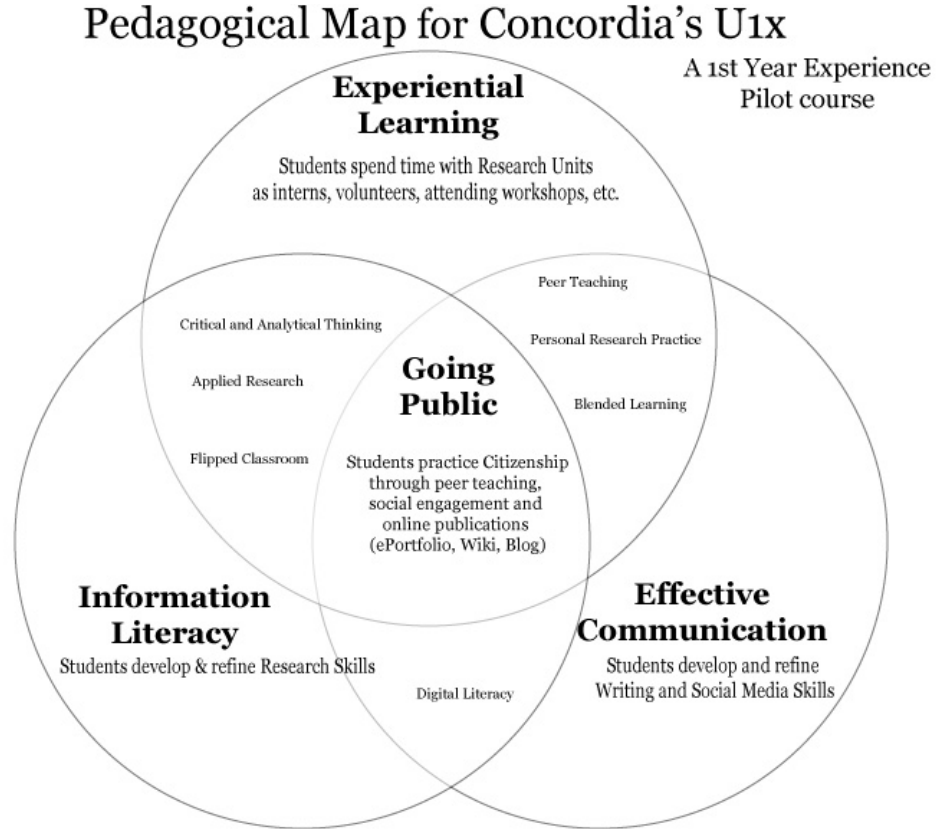 Pedagogical Map for Concordia's U1x
A 1st Year Experience
Pilot course
Experiential
Learning
Students spend time with Research Units
as interns, volunteers, attending workshops, etc.
Critical and Analytical Thinking
Applied Research
Flipped Classroom
Peer Teaching
Personal Research Practice
Blended Learning
Going
Public
Students practice Citizenship
through peer teaching,
social engagement and
online publications
(ePortfolio, Wiki, Blog)
Information
Literacy
Students develop & refine Research Skills
Effective
Communication
Students develop and refine
Writing and Social Media Skills
Digital Literacy